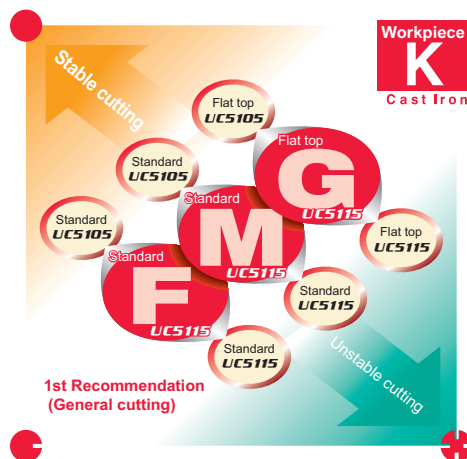 Workpiece
K
Cast Iron
Stable cutting
Flat top
UC5105
Standard
UC5105
Standard
UC5105
Flat top
G
UC5115
Standard
M
UC5115
Standard
F
UC5115
Flat top
UC5115
Standard
UC5115
Standard
UC5115
Unstable cutting
1st Recommendation
(General cutting)